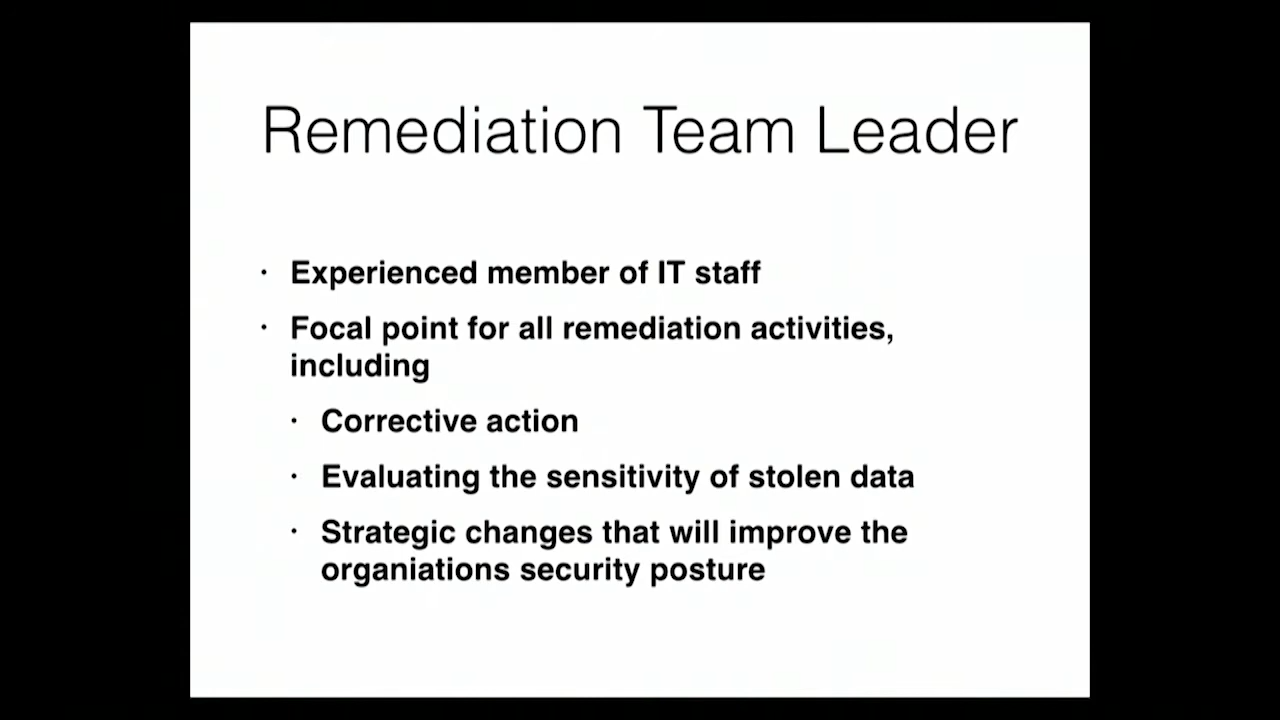 Remediation Team Leader
· Experienced member of IT staff
· Focal point for all remediation activities,
including
· Corrective action
· Evaluating the sensitivity of stolen data
· Strategic changes that will improve the
organiations security posture